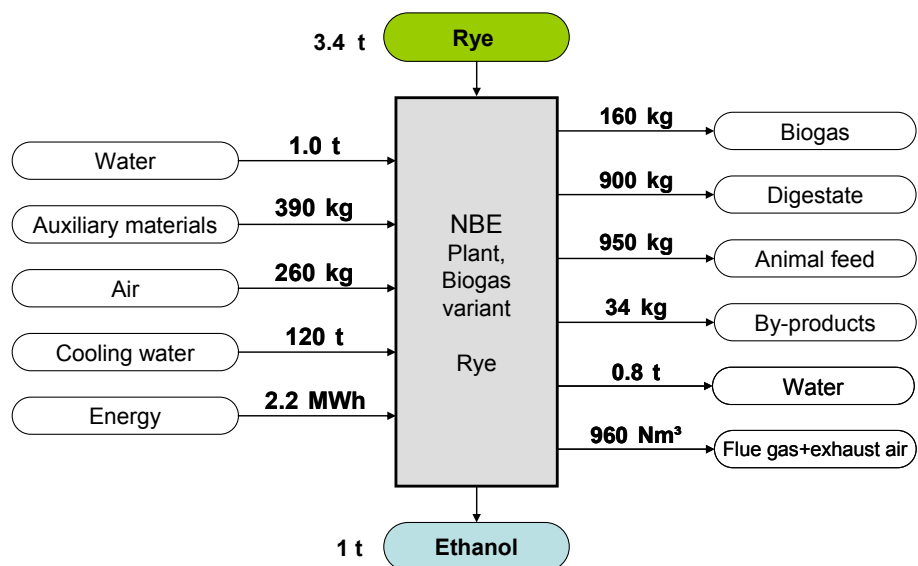 3.4 t
Rye
Water
1.0 t
Auxiliary materials
390 kg
Air
260 kg
Cooling water
120 t
Energy
2.2 MWh
NBE
Plant,
Biogas
variant
Rye
160 kg
Biogas
900 kg
Digestate
950 kg
Animal feed
34 kg
By-products
0.8 t
Water
960 Nm³
Flue gas+exhaust air
1 t
Ethanol